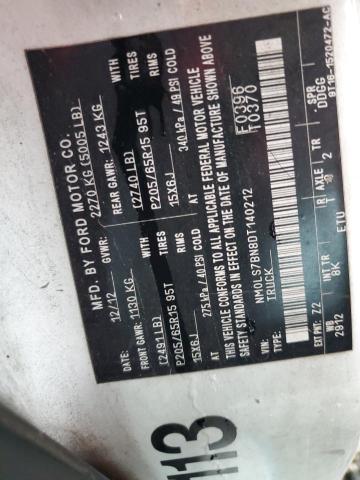 MFD. BY FORD MOTOR CO.
DATE: 12/12 GVWR: 2270 KG (5005 LB)
FRONT GAWR: 1130 KG WITH REAR GAWR: 1243 KG WITH
(2491 LB) TIRES (2740 LB) TIRES
P205/65R15 95T RIMS P205/65R15 95T RIMS
15X6J 15X6J
AT 275 kPa / 40 PSI COLD AT 340 kPa / 49 PSI COLD
THIS VEHICLE CONFORMS TO ALL APPLICABLE FEDERAL MOTOR VEHICLE
SAFETY STANDARDS IN EFFECT ON THE DATE OF MANUFACTURE SHOWN ABOVE
VIN: NM0LS7BN8DT140212 F0396
TYPE: TRUCK F0370
EXT PNT: Z2
WB INT TR R AXLE TR SPR
2912 8K T 2 DDGG
ETU 9T16-1520472-AC
113